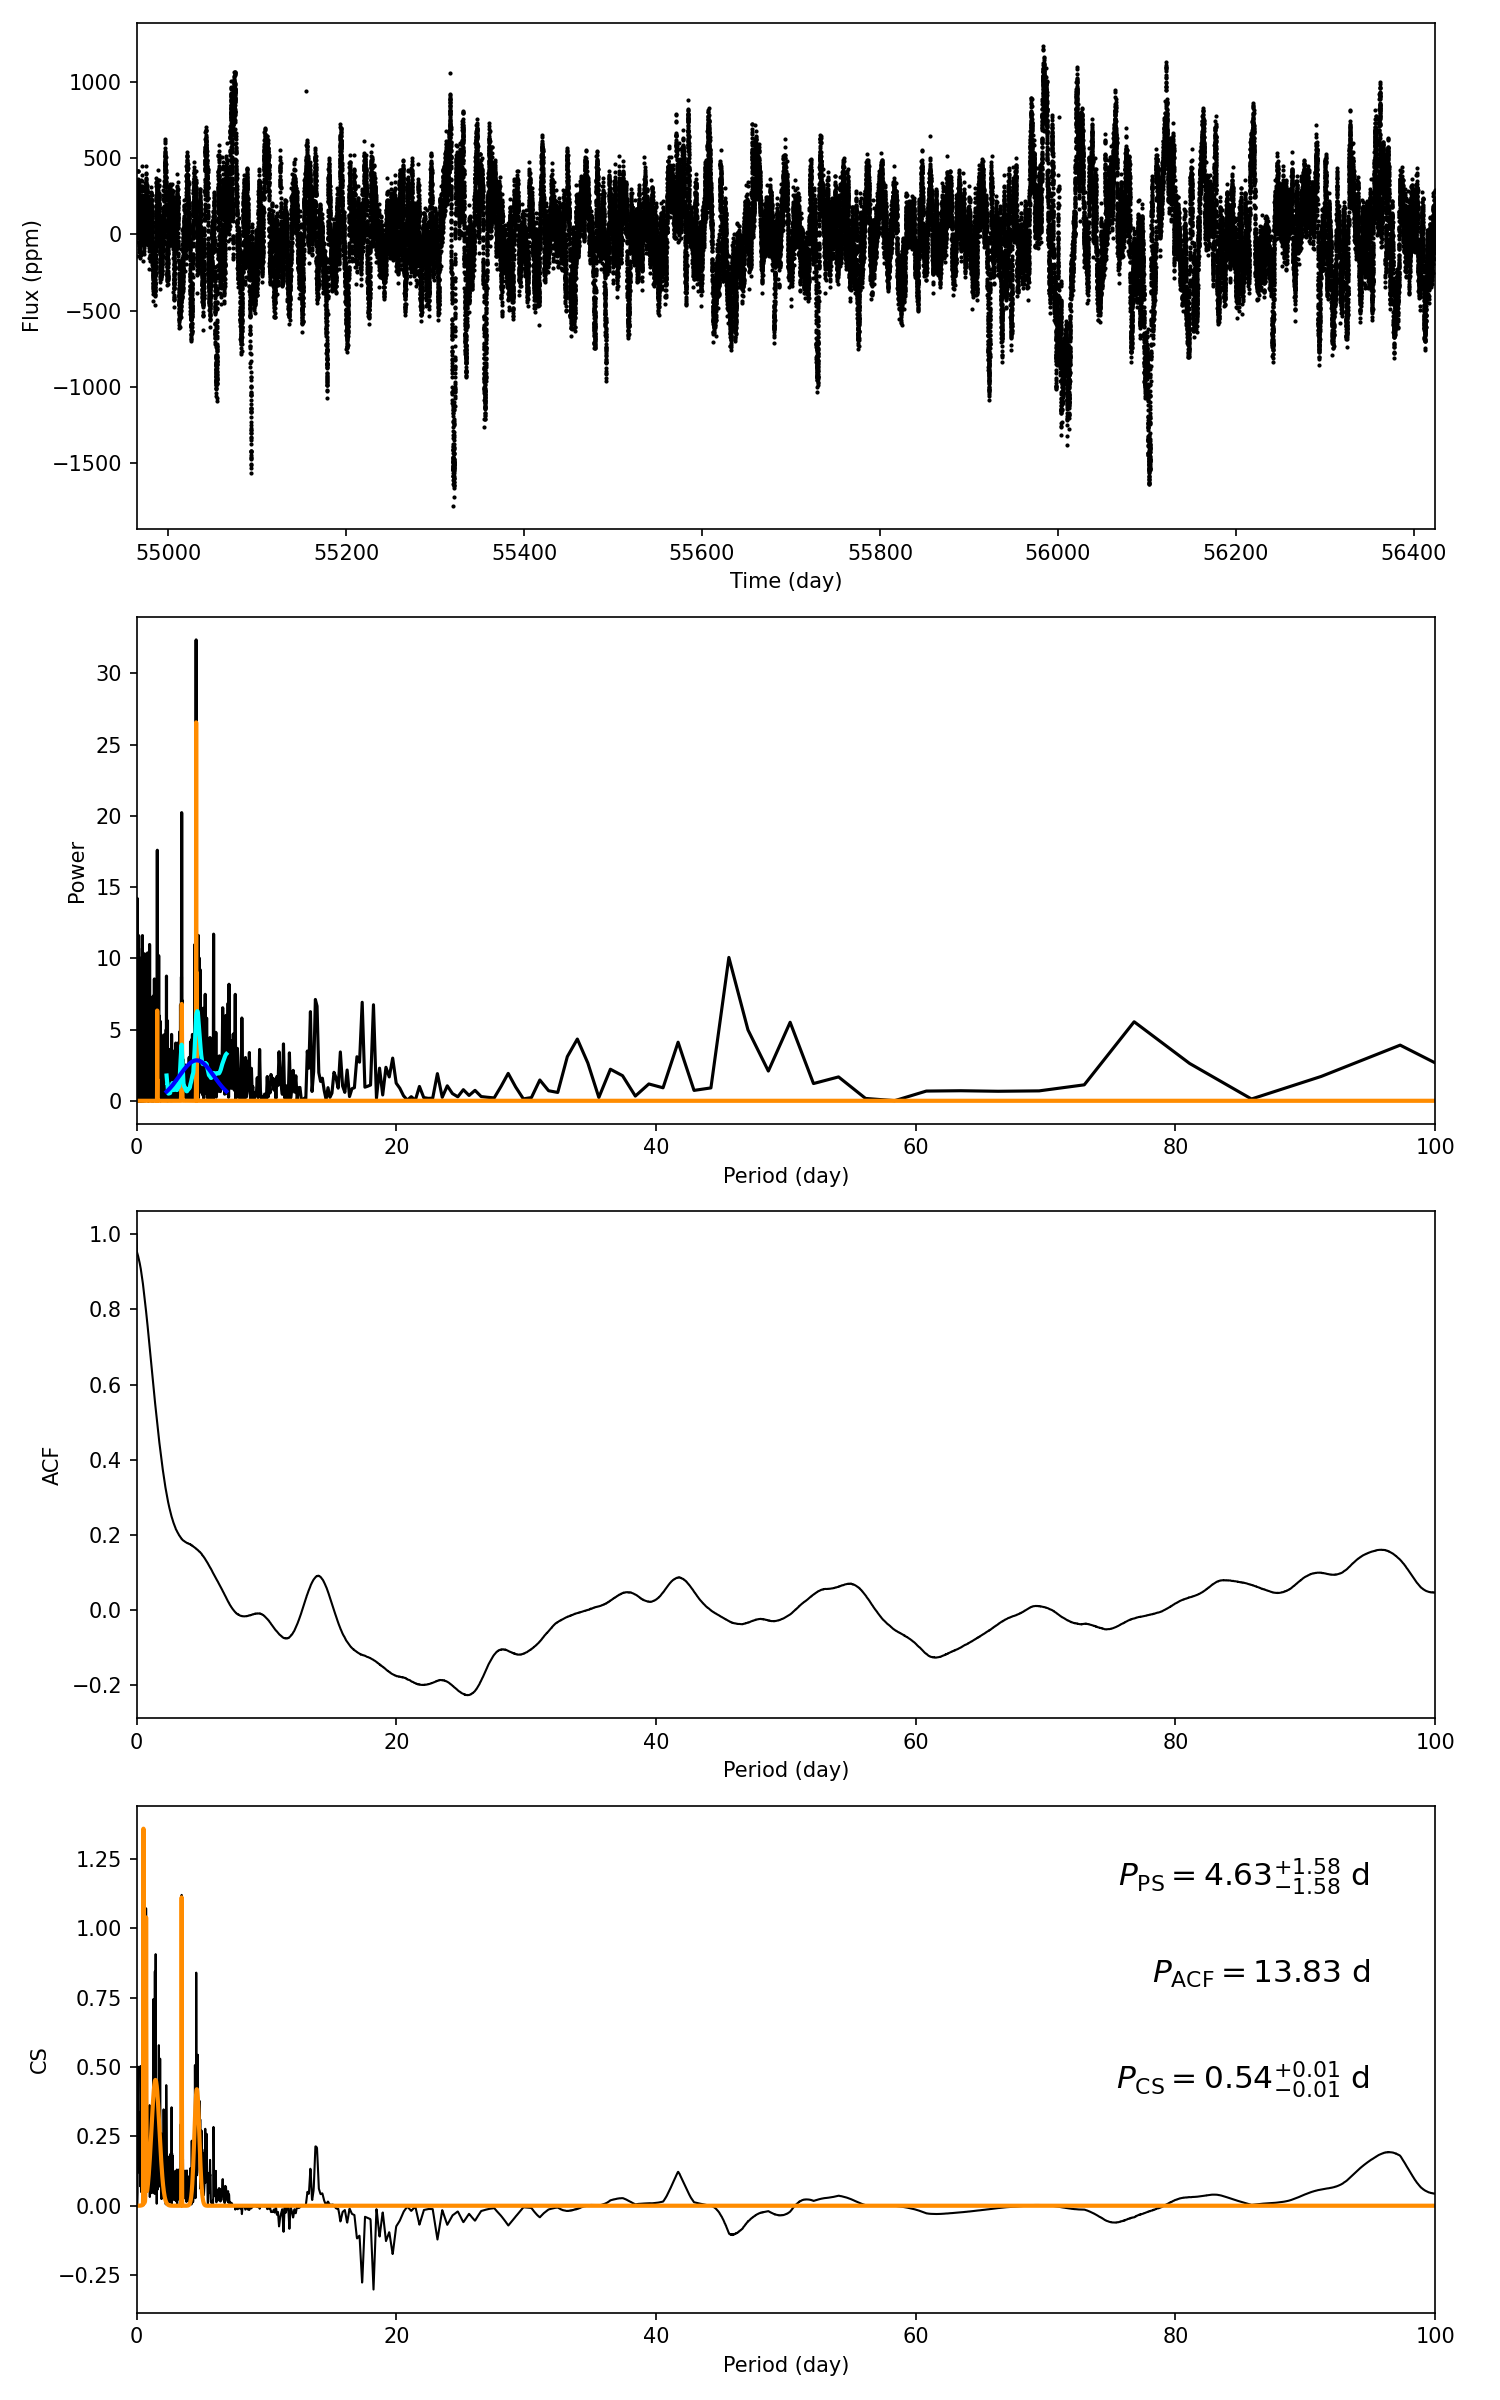 1000
500
0
−500
−1000
−1500
Flux (ppm)
55000 55200 55400 55600 55800 56000 56200 56400
Time (day)
30
25
20
15
10
5
0
Power
0 20 40 60 80 100
Period (day)
1.0
0.8
0.6
0.4
0.2
0.0
−0.2
ACF
0 20 40 60 80 100
Period (day)
1.25
1.00
0.75
0.50
0.25
0.00
−0.25
CS
P_PS = 4.63 +1.58 −1.58 d
P_ACF = 13.83 d
P_CS = 0.54 +0.01 −0.01 d
0 20 40 60 80 100
Period (day)